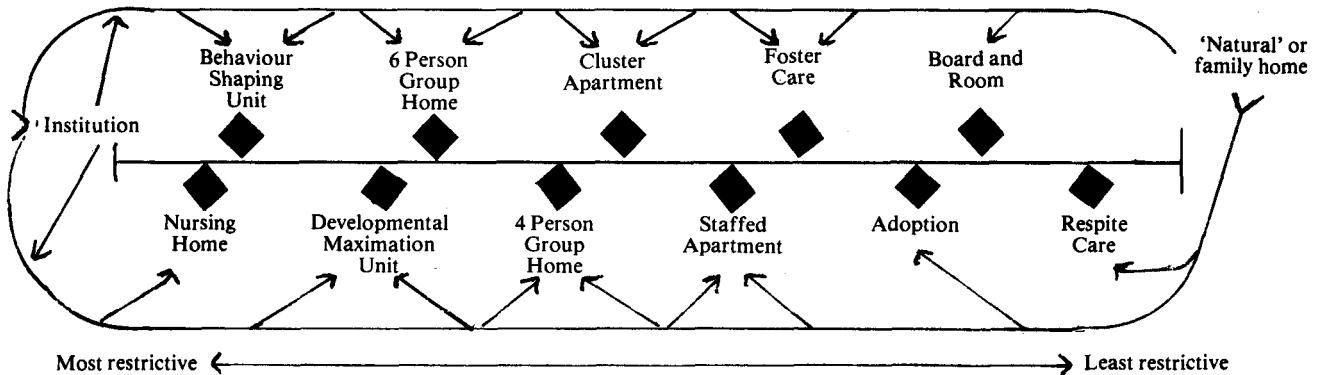 Behaviour
Shaping
Unit
6 Person
Group
Home
Cluster
Apartment
Foster
Care
Board and
Room
'Natural' or
family home
Institution
Nursing
Home
Developmental
Maximation
Unit
4 Person
Group
Home
Staffed
Apartment
Adoption
Respite
Care
Most restrictive
Least restrictive